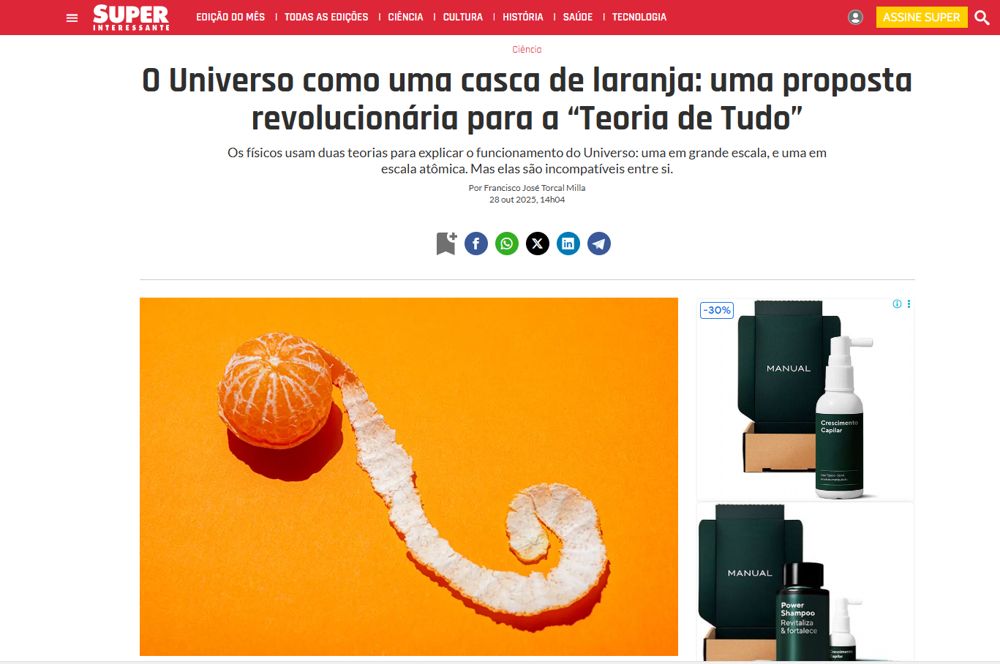 SUPER
INTERESSANTE
EDIÇÃO DO MÊS | TODAS AS EDIÇÕES | CIÊNCIA | CULTURA | HISTÓRIA | SAÚDE | TECNOLOGIA
ASSINE SUPER
Ciência
O Universo como uma casca de laranja: uma proposta
revolucionária para a “Teoria de Tudo”
Os físicos usam duas teorias para explicar o funcionamento do Universo: uma em grande escala, e uma em
escala atômica. Mas elas são incompatíveis entre si.
Por Francisco José Torcal Milla
28 out 2025, 14h04
-30%
MANUAL
Crescimento
Capilar
MANUAL
Power
Shampoo
Revitaliza
& fortalece
Crescimento
Capilar